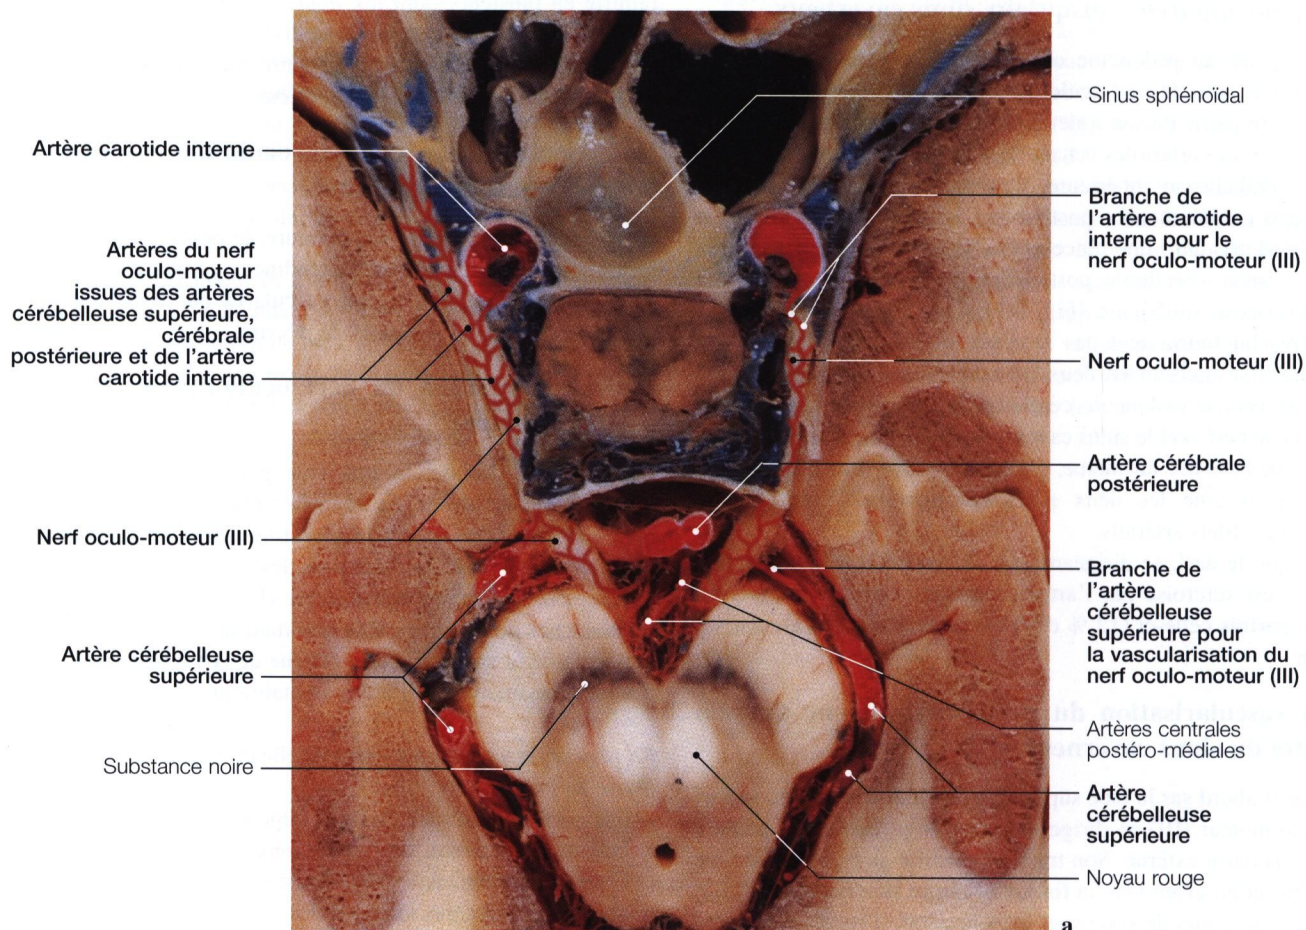 Artère carotide interne
Artères du nerf
oculo-moteur
issues des artères
cérébelleuse supérieure,
cérébrale
postérieure et de l'artère
carotide interne
Nerf oculo-moteur (III)
Artère cérébelleuse
supérieure
Substance noire
Sinus sphénoïdal
Branche de
l'artère carotide
interne pour le
nerf oculo-moteur (III)
Nerf oculo-moteur (III)
Artère cérébrale
postérieure
Branche de
l'artère
cérébelleuse
supérieure pour
la vascularisation du
nerf oculo-moteur (III)
Artères centrales
postéro-médiales
Artère
cérébelleuse
supérieure
Noyau rouge
a